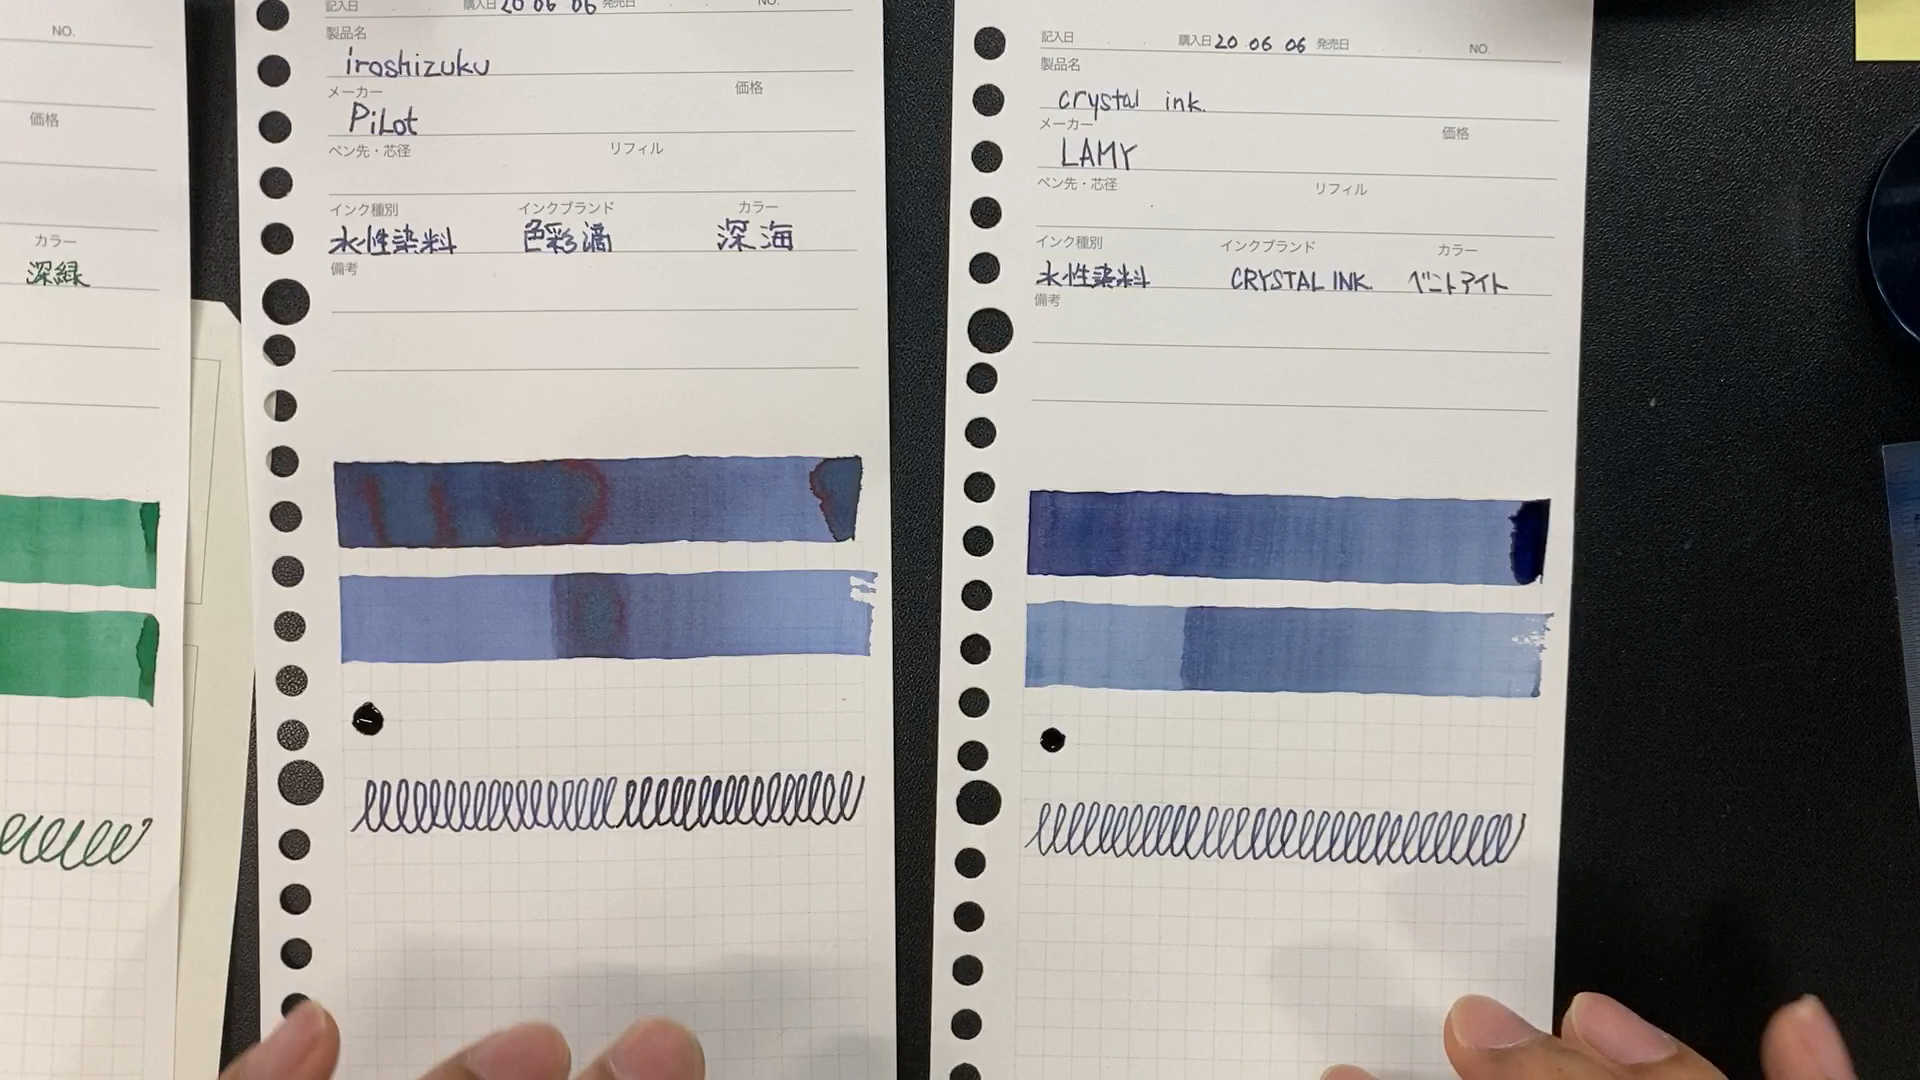 NO.
価格
カラー
深緑
記入日 購入日 20 06 06 発売日 NO.
製品名
iroshizuku
メーカー 価格
PiLot
ペン先・芯径 リフィル
インク種別 インクブランド カラー
水性染料 色彩滴 深海
備考
記入日 購入日 20 06 06 発売日 NO.
製品名
crystal ink.
メーカー 価格
LAMY
ペン先・芯径 リフィル
インク種別 インクブランド カラー
水性染料 CRYSTAL INK. ベニトアイト
備考